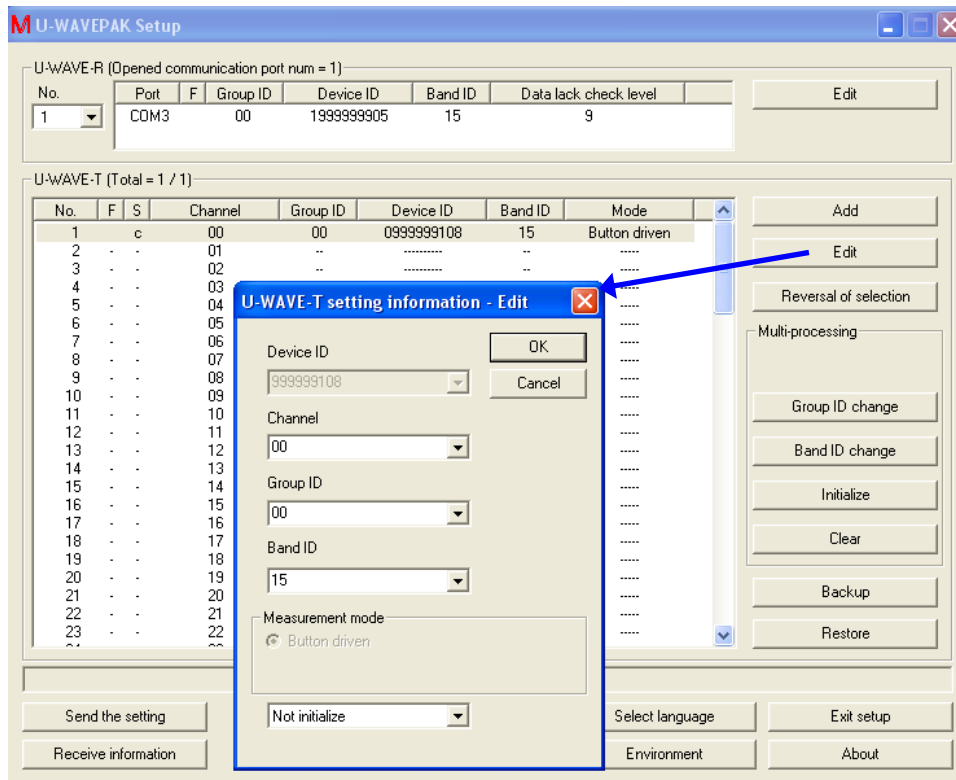 M U-WAVEPAK Setup
U-WAVE-R (Opened communication port num = 1)
No. Port F Group ID Device ID Band ID Data lack check level
1 COM3 00 1999999905 15 9
Edit
U-WAVE-T (Total = 1 / 1)
No. F S Channel Group ID Device ID Band ID Mode
1 c 00 00 0999999108 15 Button driven
2 - - 01 -- ---------- -- -----
3 - - 02 -- ---------- -- -----
4 - - 03 -----
5 - - 04 -----
6 - - 05 -----
7 - - 06 -----
8 - - 07 -----
9 - - 08 -----
10 - - 09 -----
11 - - 10 -----
12 - - 11 -----
13 - - 12 -----
14 - - 13 -----
15 - - 14 -----
16 - - 15 -----
17 - - 16 -----
18 - - 17 -----
19 - - 18 -----
20 - - 19 -----
21 - - 20 -----
22 - - 21 -----
23 - - 22 -----
Add
Edit
Reversal of selection
Multi-processing
Group ID change
Band ID change
Initialize
Clear
Backup
Restore
U-WAVE-T setting information - Edit
Device ID
999999108
Channel
00
Group ID
00
Band ID
15
Measurement mode
Button driven
Not initialize
OK
Cancel
Send the setting
Select language
Exit setup
Receive information
Environment
About